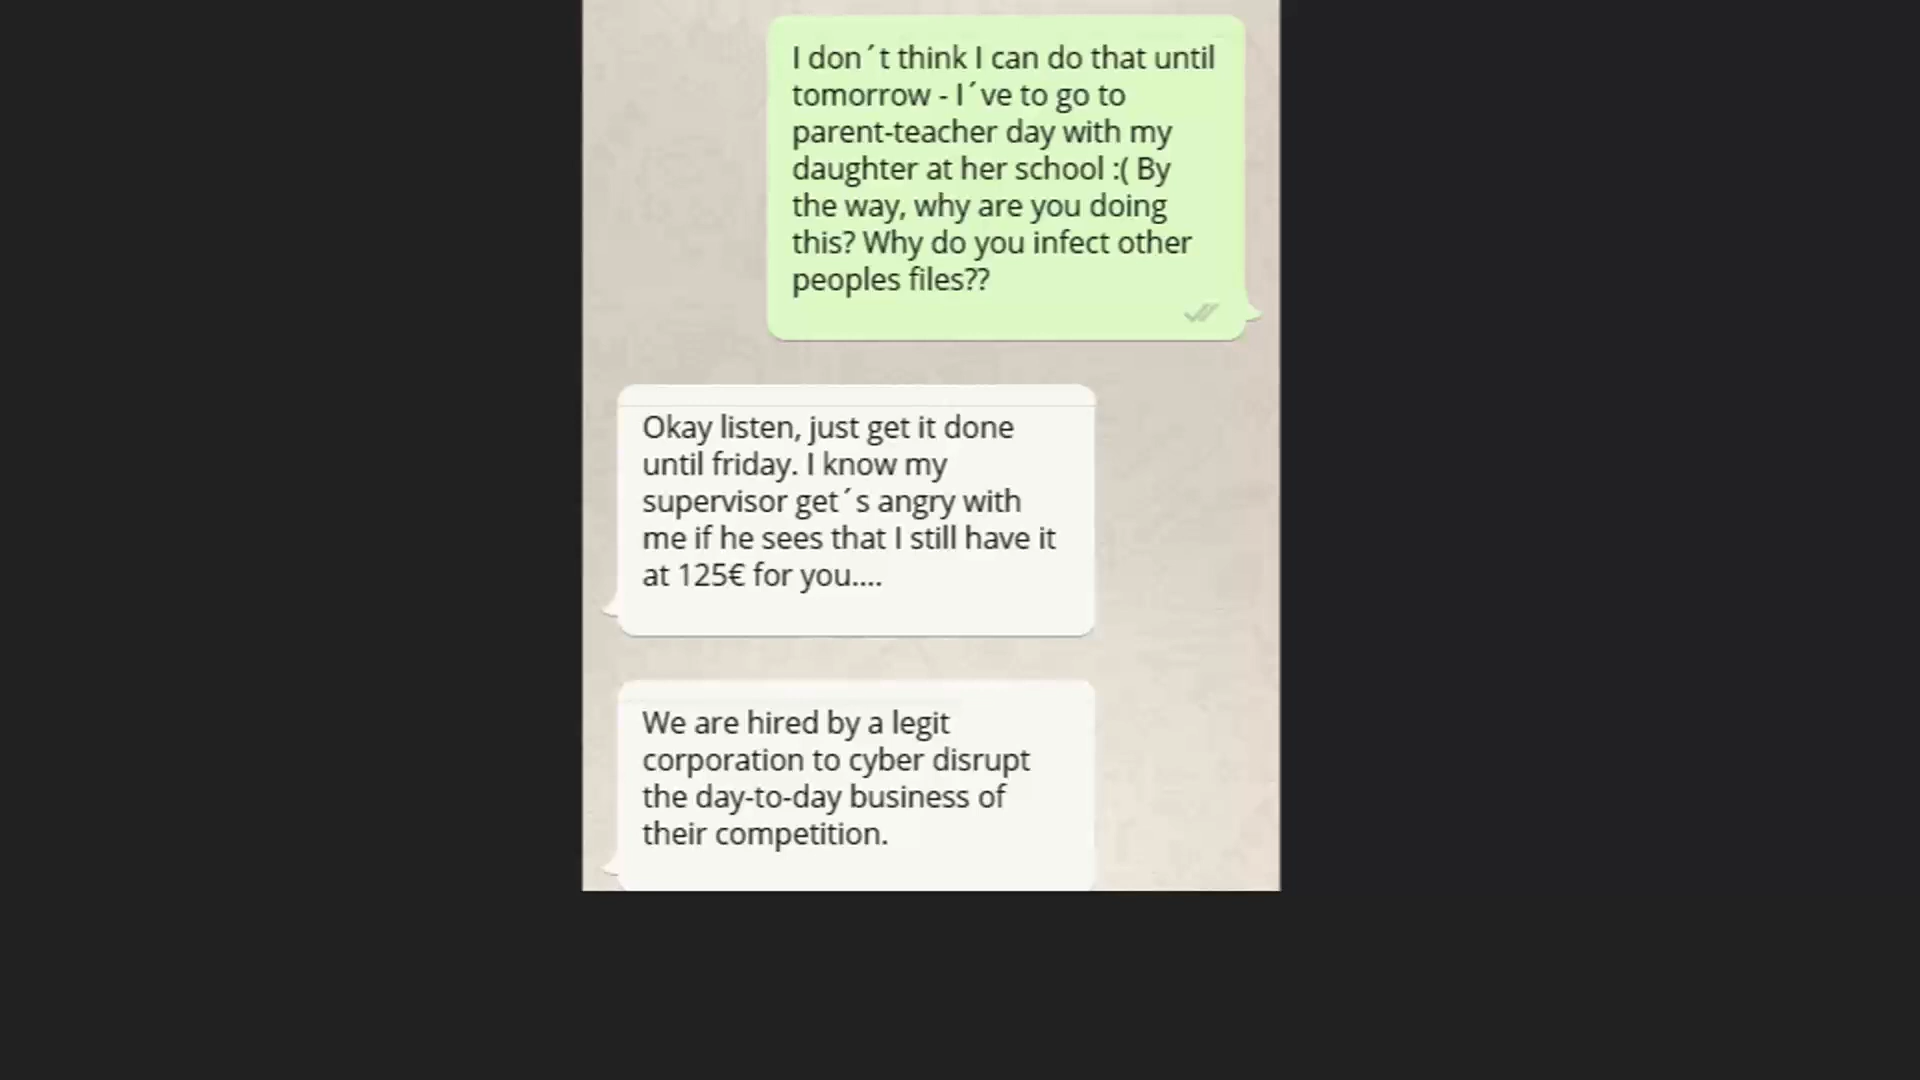 I don´t think I can do that until
tomorrow - I´ve to go to
parent-teacher day with my
daughter at her school :( By
the way, why are you doing
this? Why do you infect other
peoples files??
Okay listen, just get it done
until friday. I know my
supervisor get´s angry with
me if he sees that I still have it
at 125€ for you....
We are hired by a legit
corporation to cyber disrupt
the day-to-day business of
their competition.